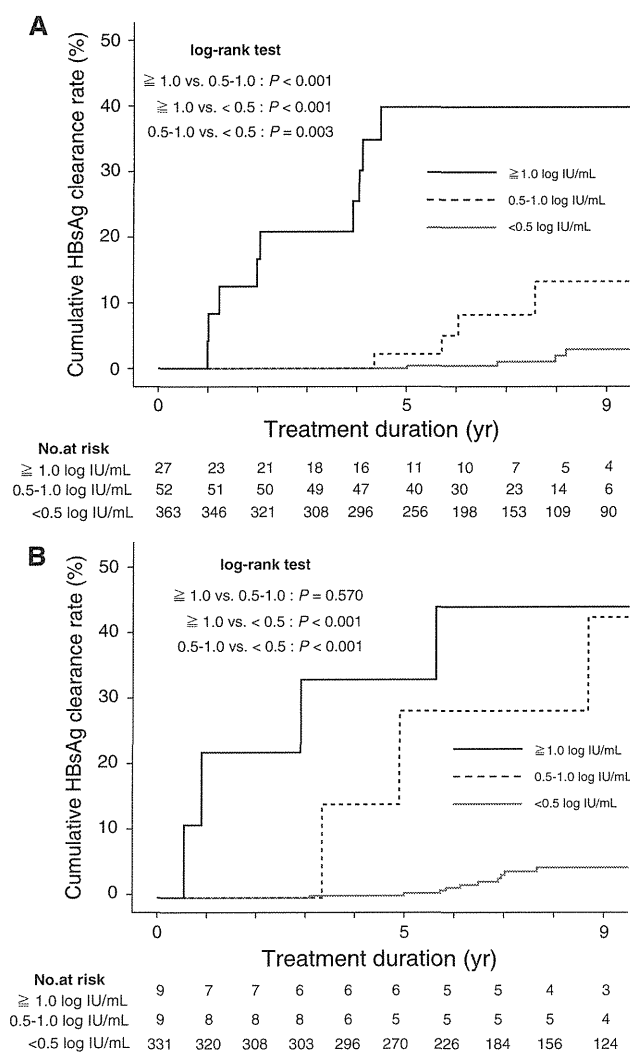 A
log-rank test
≧ 1.0 vs. 0.5-1.0 : P < 0.001
≧ 1.0 vs. < 0.5 : P < 0.001
0.5-1.0 vs. < 0.5 : P = 0.003
Cumulative HBsAg clearance rate (%)
50
40
30
20
10
0
≧1.0 log IU/mL
0.5-1.0 log IU/mL
<0.5 log IU/mL
0 5 9
Treatment duration (yr)
No.at risk
≧ 1.0 log IU/mL 27 23 21 18 16 11 10 7 5 4
0.5-1.0 log IU/mL 52 51 50 49 47 40 30 23 14 6
<0.5 log IU/mL 363 346 321 308 296 256 198 153 109 90
B
log-rank test
≧ 1.0 vs. 0.5-1.0 : P = 0.570
≧ 1.0 vs. < 0.5 : P < 0.001
0.5-1.0 vs. < 0.5 : P < 0.001
Cumulative HBsAg clearance rate (%)
50
40
30
20
10
0
≧1.0 log IU/mL
0.5-1.0 log IU/mL
<0.5 log IU/mL
0 5 9
Treatment duration (yr)
No.at risk
≧ 1.0 log IU/mL 9 7 7 6 6 6 5 5 4 3
0.5-1.0 log IU/mL 9 8 8 8 6 5 5 5 5 4
<0.5 log IU/mL 331 320 308 303 296 270 226 184 156 124